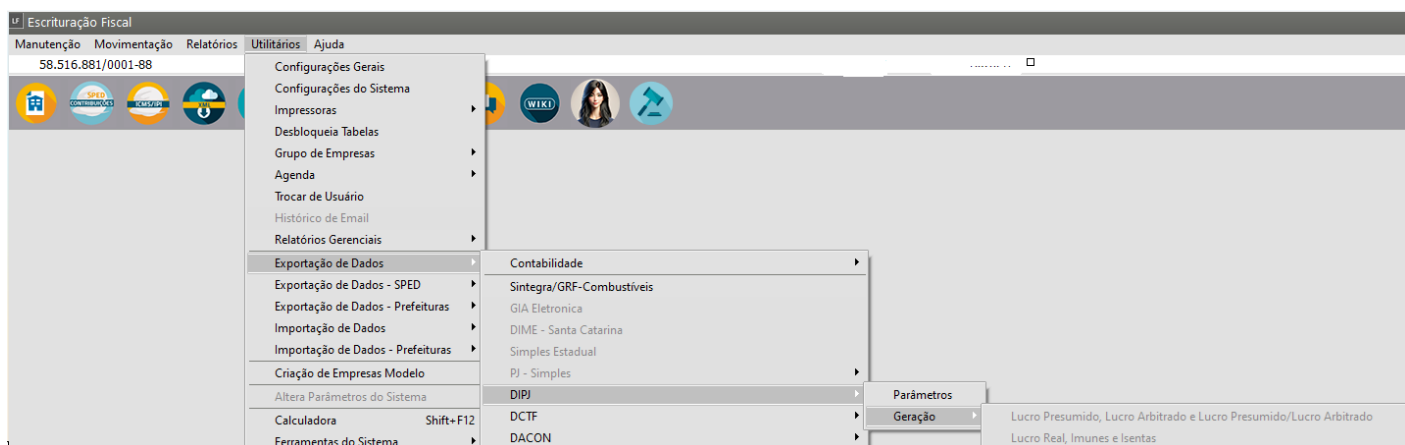 LF Escrituração Fiscal
Manutenção Movimentação Relatórios Utilitários Ajuda
58.516.881/0001-88
SPED CONTRIBUIÇÕES
ICMS/IPI
XML
WIKI
Configurações Gerais
Configurações do Sistema
Impressoras
Desbloqueia Tabelas
Grupo de Empresas
Agenda
Trocar de Usuário
Histórico de Email
Relatórios Gerenciais
Exportação de Dados
Exportação de Dados - SPED
Exportação de Dados - Prefeituras
Importação de Dados
Importação de Dados - Prefeituras
Criação de Empresas Modelo
Altera Parâmetros do Sistema
Calculadora Shift+F12
Ferramentas do Sistema
Contabilidade
Sintegra/GRF-Combustíveis
GIA Eletronica
DIME - Santa Catarina
Simples Estadual
PJ - Simples
DIPJ
DCTF
DACON
Parâmetros
Geração
Lucro Presumido, Lucro Arbitrado e Lucro Presumido/Lucro Arbitrado
Lucro Real, Imunes e Isentas